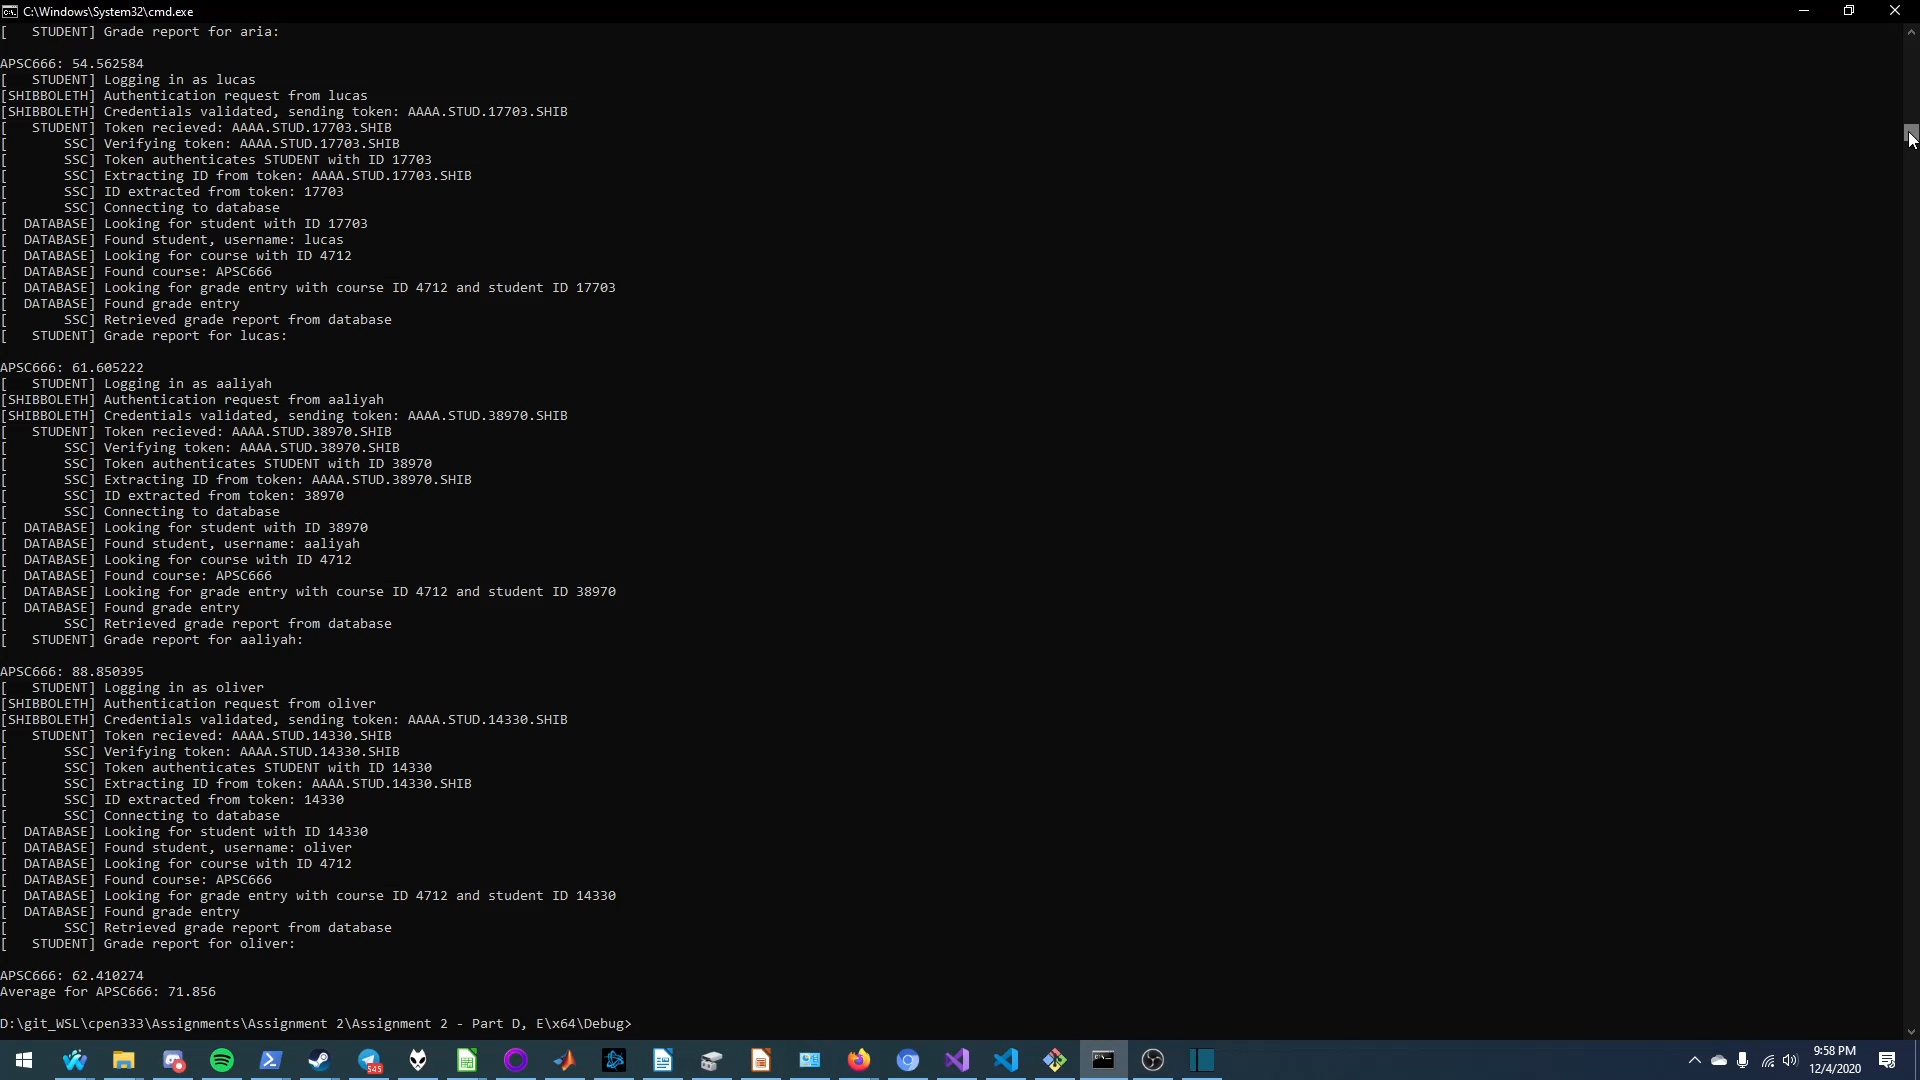 C:\Windows\System32\cmd.exe
[   STUDENT] Grade report for aria:
APSC666: 54.562584
[   STUDENT] Logging in as lucas
[SHIBBOLETH] Authentication request from lucas
[SHIBBOLETH] Credentials validated, sending token: AAAA.STUD.17703.SHIB
[   STUDENT] Token recieved: AAAA.STUD.17703.SHIB
[       SSC] Verifying token: AAAA.STUD.17703.SHIB
[       SSC] Token authenticates STUDENT with ID 17703
[       SSC] Extracting ID from token: AAAA.STUD.17703.SHIB
[       SSC] ID extracted from token: 17703
[       SSC] Connecting to database
[  DATABASE] Looking for student with ID 17703
[  DATABASE] Found student, username: lucas
[  DATABASE] Looking for course with ID 4712
[  DATABASE] Found course: APSC666
[  DATABASE] Looking for grade entry with course ID 4712 and student ID 17703
[  DATABASE] Found grade entry
[       SSC] Retrieved grade report from database
[   STUDENT] Grade report for lucas:
APSC666: 61.605222
[   STUDENT] Logging in as aaliyah
[SHIBBOLETH] Authentication request from aaliyah
[SHIBBOLETH] Credentials validated, sending token: AAAA.STUD.38970.SHIB
[   STUDENT] Token recieved: AAAA.STUD.38970.SHIB
[       SSC] Verifying token: AAAA.STUD.38970.SHIB
[       SSC] Token authenticates STUDENT with ID 38970
[       SSC] Extracting ID from token: AAAA.STUD.38970.SHIB
[       SSC] ID extracted from token: 38970
[       SSC] Connecting to database
[  DATABASE] Looking for student with ID 38970
[  DATABASE] Found student, username: aaliyah
[  DATABASE] Looking for course with ID 4712
[  DATABASE] Found course: APSC666
[  DATABASE] Looking for grade entry with course ID 4712 and student ID 38970
[  DATABASE] Found grade entry
[       SSC] Retrieved grade report from database
[   STUDENT] Grade report for aaliyah:
APSC666: 88.850395
[   STUDENT] Logging in as oliver
[SHIBBOLETH] Authentication request from oliver
[SHIBBOLETH] Credentials validated, sending token: AAAA.STUD.14330.SHIB
[   STUDENT] Token recieved: AAAA.STUD.14330.SHIB
[       SSC] Verifying token: AAAA.STUD.14330.SHIB
[       SSC] Token authenticates STUDENT with ID 14330
[       SSC] Extracting ID from token: AAAA.STUD.14330.SHIB
[       SSC] ID extracted from token: 14330
[       SSC] Connecting to database
[  DATABASE] Looking for student with ID 14330
[  DATABASE] Found student, username: oliver
[  DATABASE] Looking for course with ID 4712
[  DATABASE] Found course: APSC666
[  DATABASE] Looking for grade entry with course ID 4712 and student ID 14330
[  DATABASE] Found grade entry
[       SSC] Retrieved grade report from database
[   STUDENT] Grade report for oliver:
APSC666: 62.410274
Average for APSC666: 71.856
D:\git_WSL\cpen333\Assignments\Assignment 2\Assignment 2 - Part D, E\x64\Debug>
545
9:58 PM
12/4/2020